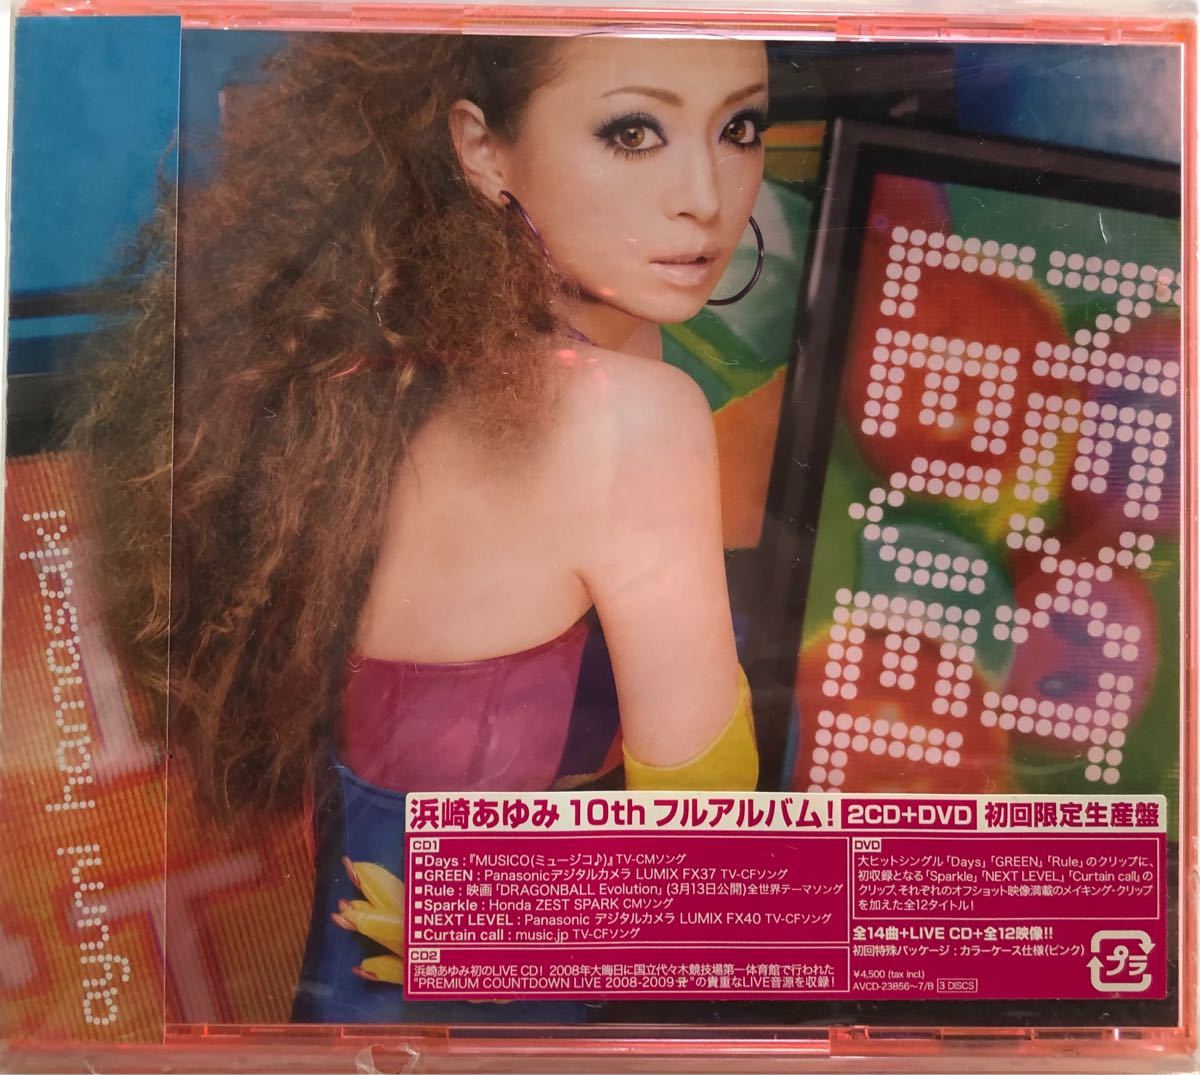 ayumi hamasaki
NEXT
LEVEL
浜崎あゆみ 10th フルアルバム! 2CD+DVD 初回限定生産盤
CD1
■Days:『MUSICO(ミュージコ♪)』TV-CMソング
■GREEN:Panasonicデジタルカメラ LUMIX FX37 TV-CFソング
■Rule:映画「DRAGONBALL Evolution」(3月13日公開)全世界テーマソング
■Sparkle:Honda ZEST SPARK CMソング
■NEXT LEVEL:Panasonic デジタルカメラ LUMIX FX40 TV-CFソング
■Curtain call:music.jp TV-CFソング
CD2
浜崎あゆみ初のLIVE CD! 2008年大晦日に国立代々木競技場第一体育館で行われた
"PREMIUM COUNTDOWN LIVE 2008-2009 A"の貴重なLIVE音源を収録!
DVD
大ヒットシングル「Days」「GREEN」「Rule」のクリップに、
初収録となる「Sparkle」「NEXT LEVEL」「Curtain call」の
クリップ、それぞれのオフショット映像満載のメイキング・クリップ
を加えた全12タイトル!
全14曲+LIVE CD+全12映像!!
初回特殊パッケージ:カラーケース仕様(ピンク)
¥4,500 (tax incl.)
AVCD-23856~7/B 3 DISCS
プラ